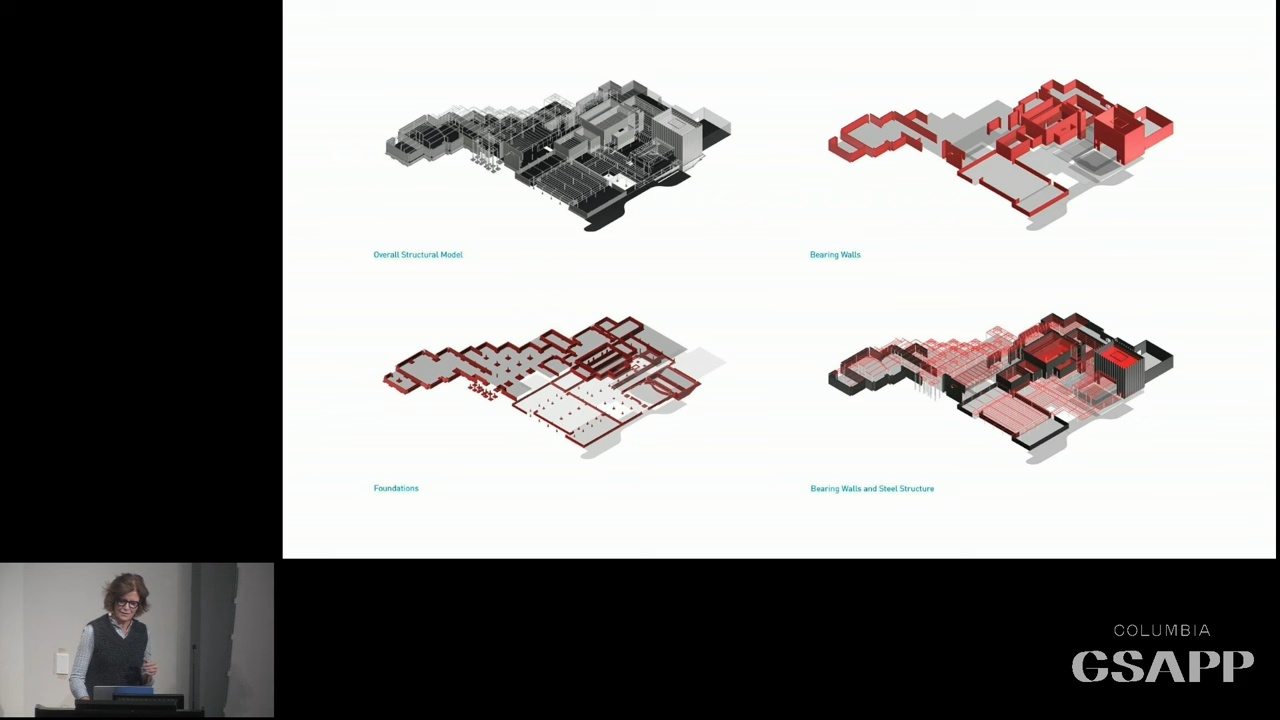 Overall Structural Model
Bearing Walls
Foundations
Bearing Walls and Steel Structure
COLUMBIA
GSAPP